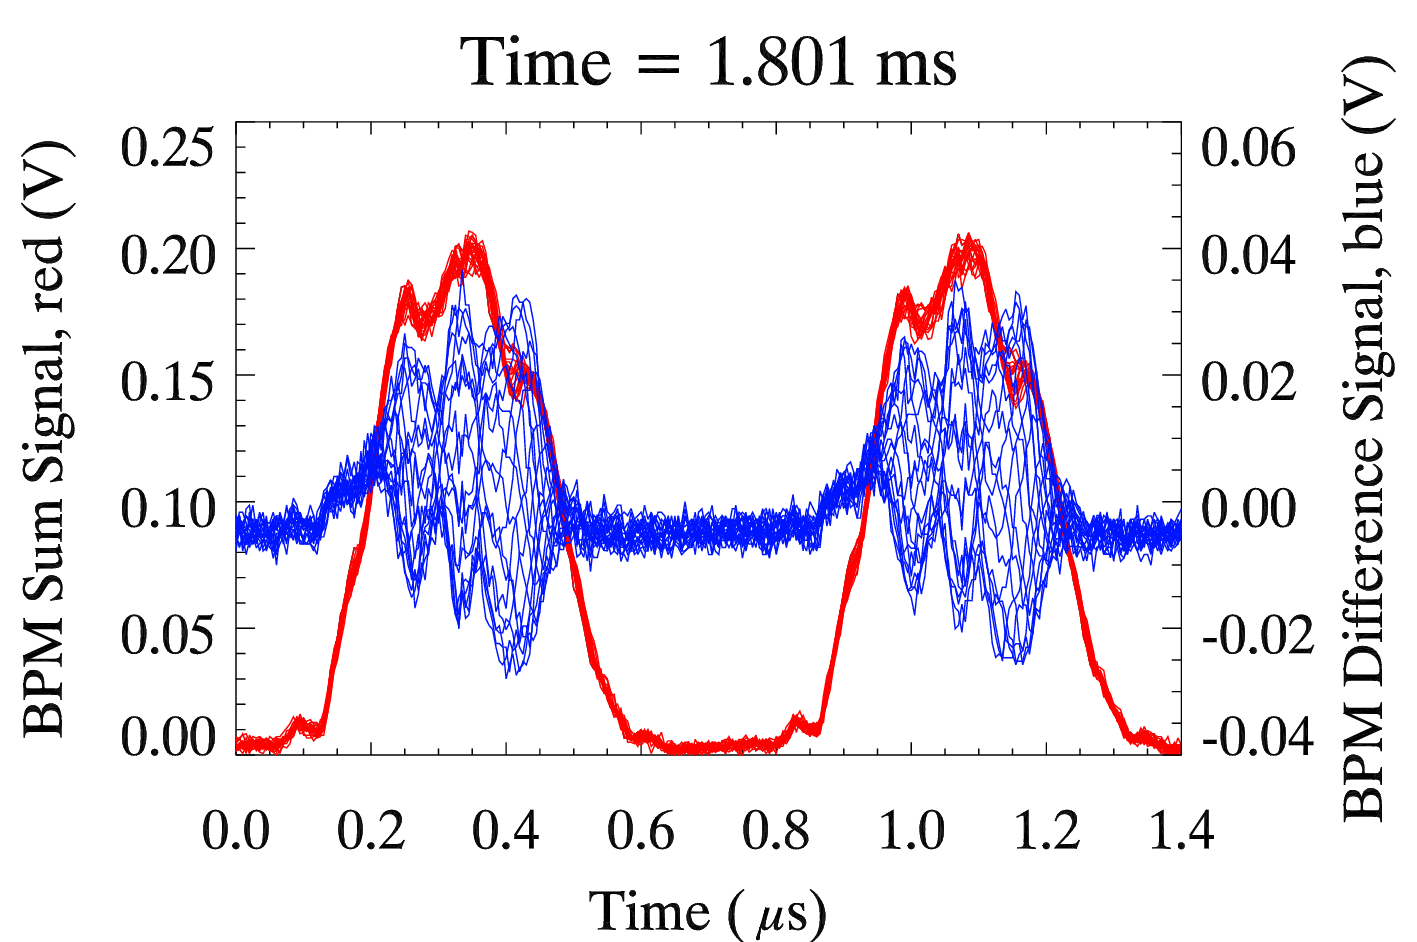 Time = 1.801 ms
BPM Sum Signal, red (V)
0.25
0.20
0.15
0.10
0.05
0.00
0.06
0.04
0.02
0.00
-0.02
-0.04
BPM Difference Signal, blue (V)
0.0 0.2 0.4 0.6 0.8 1.0 1.2 1.4
Time ( μs)